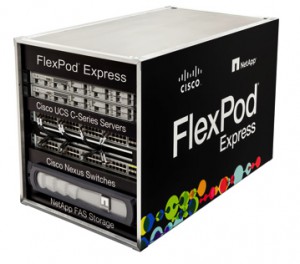 FlexPod Express
Cisco UCS C-Series Servers
Cisco Nexus Switches
NetApp FAS Storage
CISCO
NetApp
FlexPod®
Express